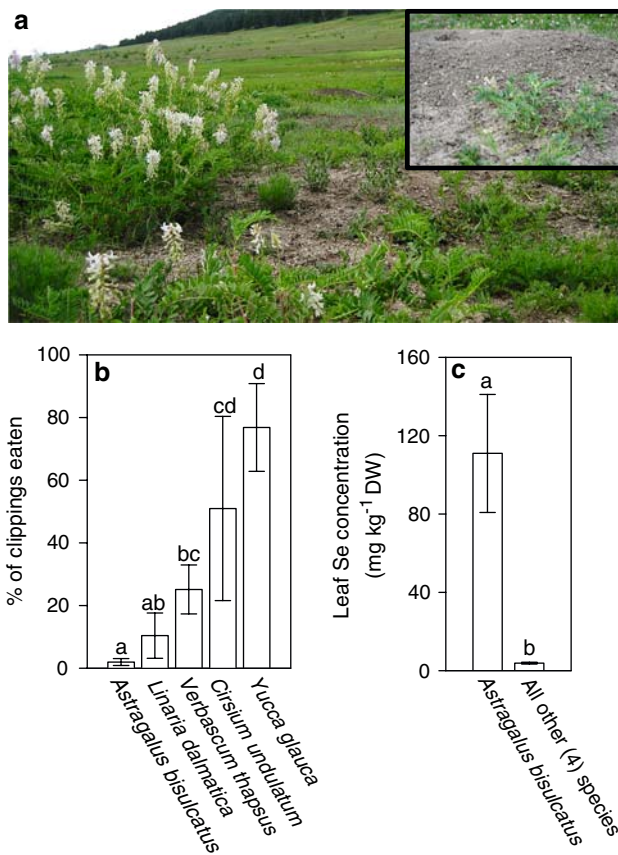 a
b
% of clippings eaten
100
80
60
40
20
0
a
ab
bc
cd
d
Astragalus bisulcatus
Linaria dalmatica
Verbascum thapsus
Cirsium undulatum
Yucca glauca
c
Leaf Se concentration
(mg kg⁻¹ DW)
160
120
80
40
0
a
b
Astragalus bisulcatus
All other (4) species